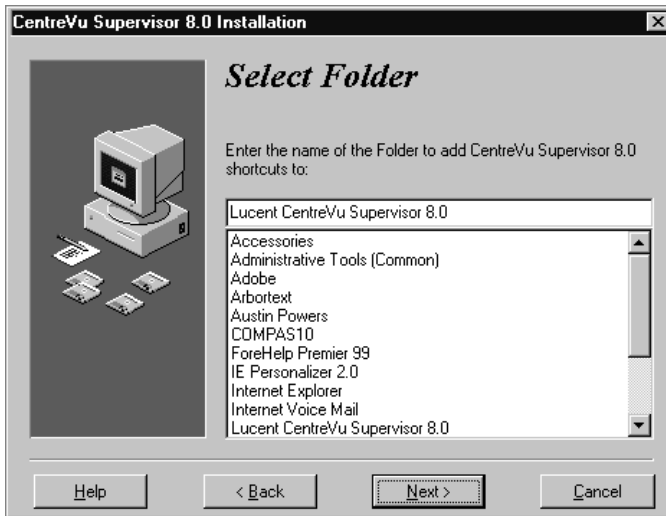 CentreVu Supervisor 8.0 Installation
Select Folder
Enter the name of the Folder to add CentreVu Supervisor 8.0
shortcuts to:
Lucent CentreVu Supervisor 8.0
Accessories
Administrative Tools (Common)
Adobe
Arbortext
Austin Powers
COMPAS10
ForeHelp Premier 99
IE Personalizer 2.0
Internet Explorer
Internet Voice Mail
Lucent CentreVu Supervisor 8.0
Help
< Back
Next >
Cancel